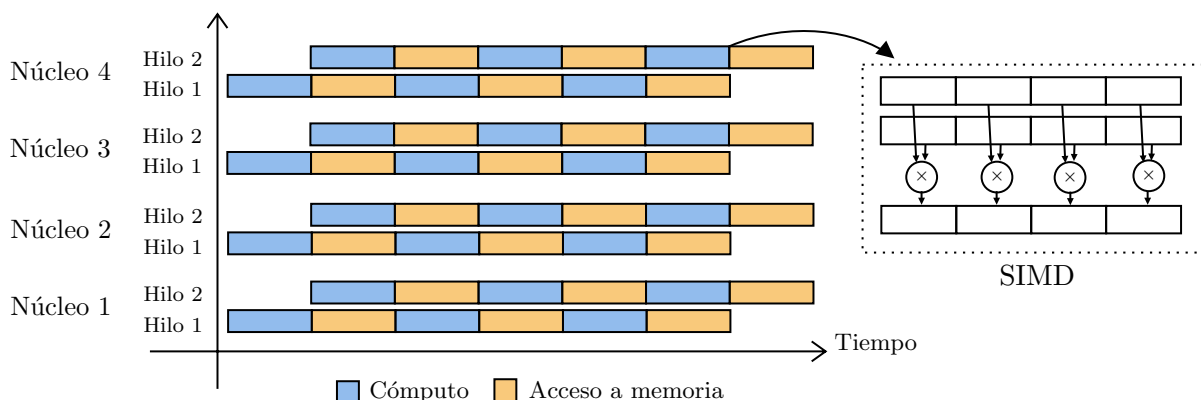 Núcleo 4
Hilo 2
Hilo 1
Núcleo 3
Hilo 2
Hilo 1
Núcleo 2
Hilo 2
Hilo 1
Núcleo 1
Hilo 2
Hilo 1
Tiempo
Cómputo
Acceso a memoria
× × × ×
SIMD